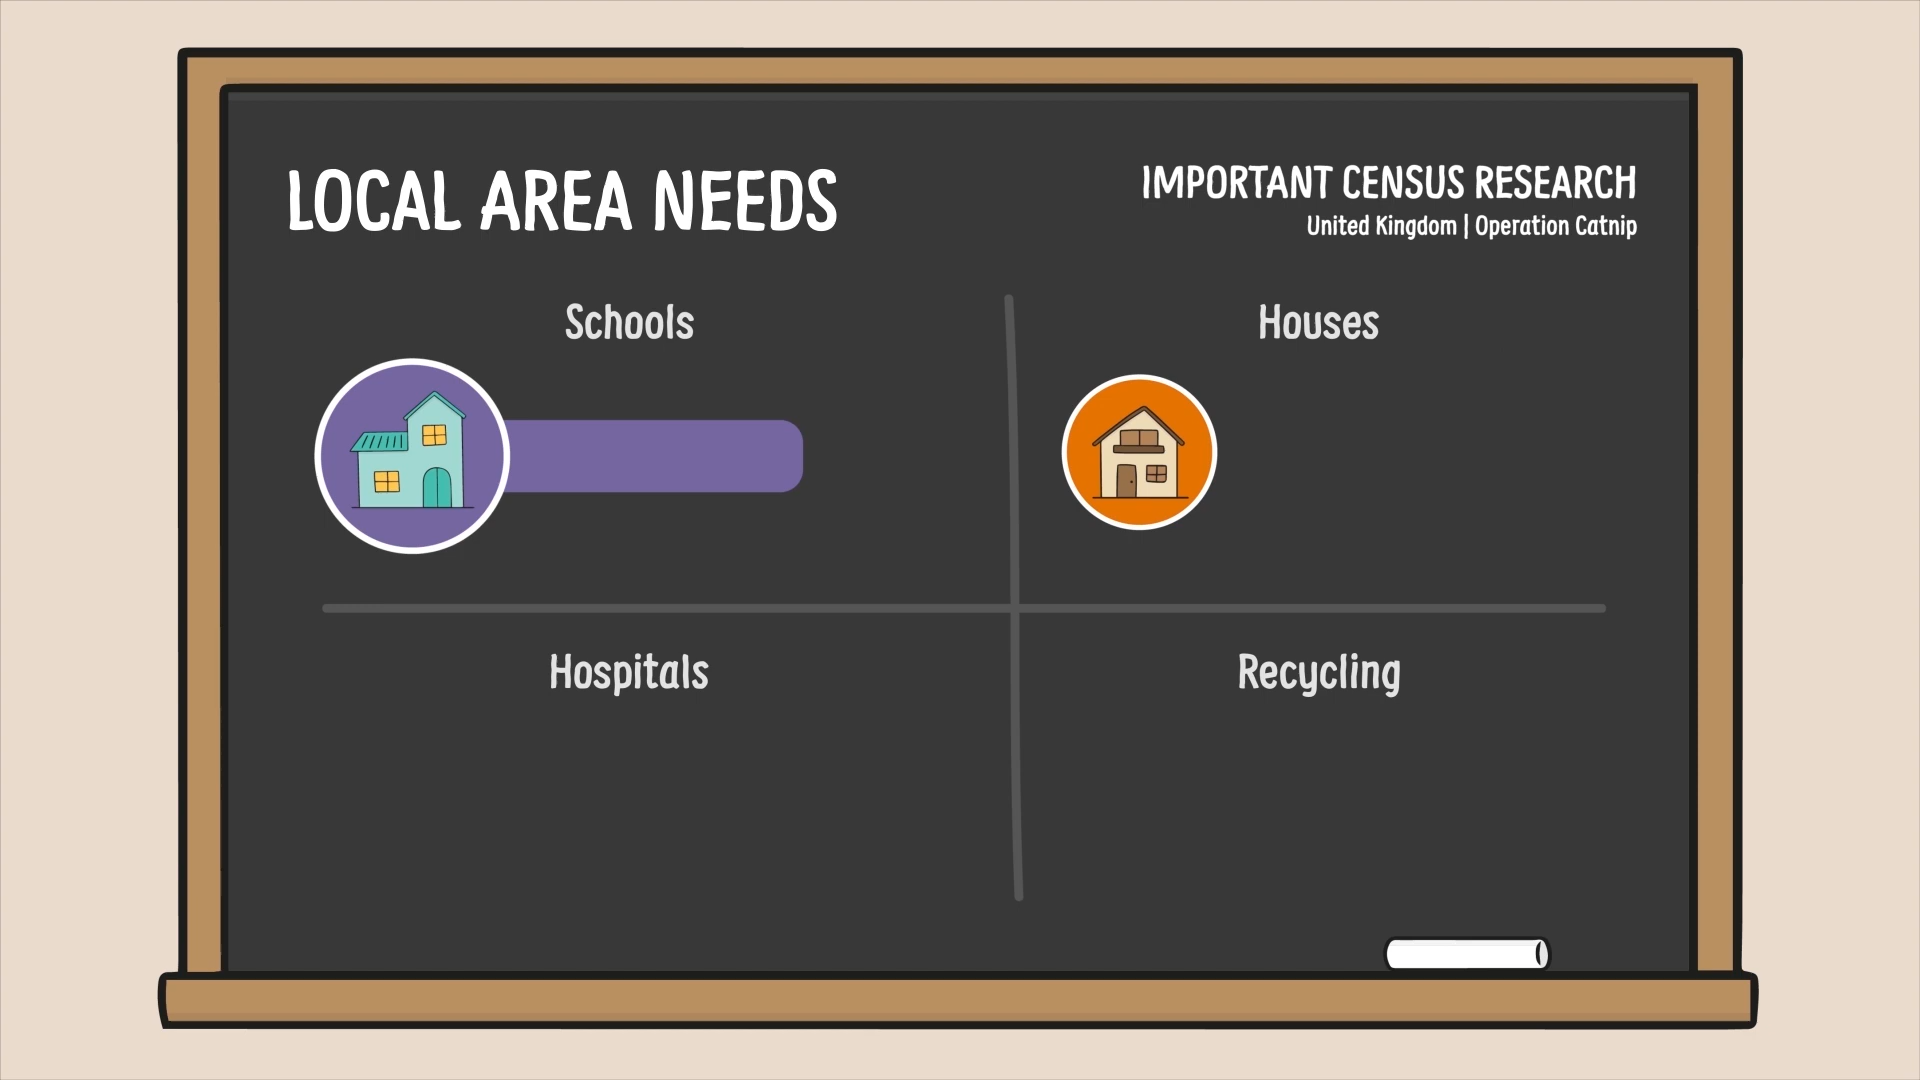 LOCAL AREA NEEDS
IMPORTANT CENSUS RESEARCH
United Kingdom | Operation Catnip
Schools
Houses
Hospitals
Recycling